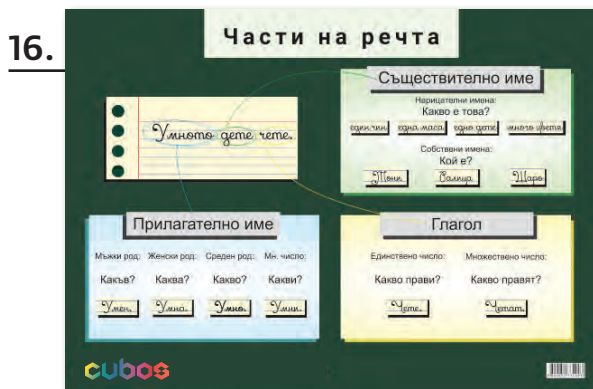 16.
Части на речта
Съществително име
Нарицателни имена:
Какво е това?
един чин. една маса. едно дете. много цветя.
Собствени имена:
Кой е?
Тони. Галица. Шаро.
Умното дете чете.
Прилагателно име
Мъжки род: Женски род: Среден род: Мн. число:
Какъв? Каква? Какво? Какви?
Умен. Умна. Умно. Умни.
Глагол
Единствено число: Множествено число:
Какво прави? Какво правят?
Чете. Четат.
cubos